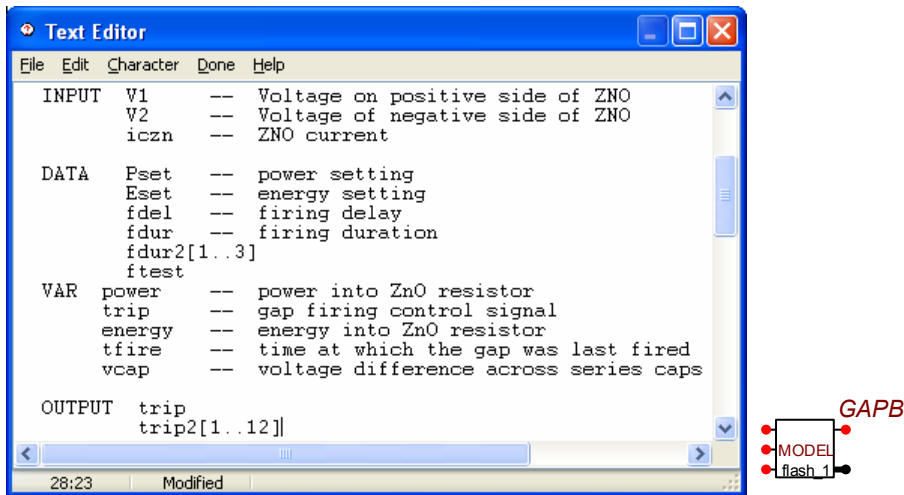 Text Editor
File Edit Character Done Help
INPUT V1 -- Voltage on positive side of ZNO
V2 -- Voltage of negative side of ZNO
iczn -- ZNO current
DATA Pset -- power setting
Eset -- energy setting
fdel -- firing delay
fdur -- firing duration
fdur2[1..3]
ftest
VAR power -- power into ZnO resistor
trip -- gap firing control signal
energy -- energy into ZnO resistor
tfire -- time at which the gap was last fired
vcap -- voltage difference across series caps
OUTPUT trip
trip2[1..12]
28:23 Modified
GAPB
MODEL
flash_1